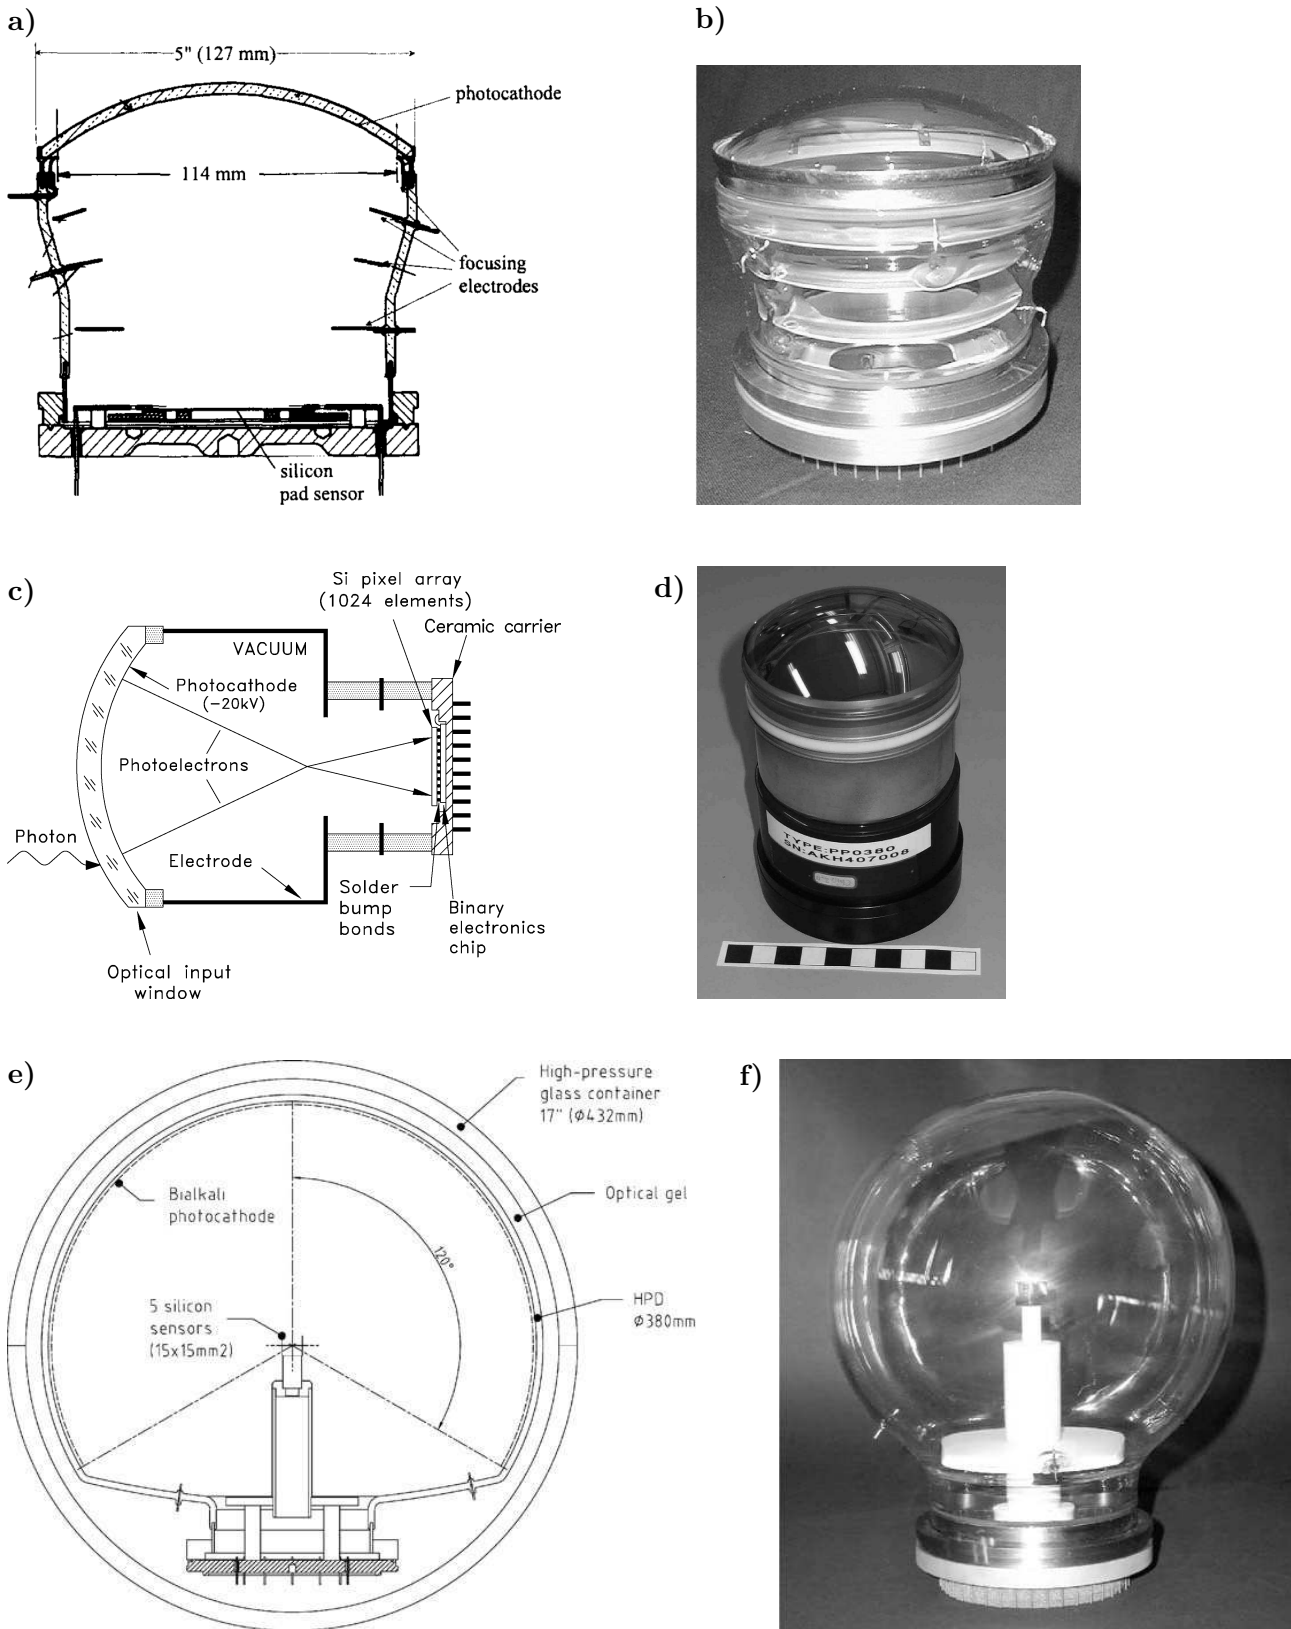 a)
5" (127 mm)
photocathode
114 mm
focusing
electrodes
silicon
pad sensor
b)
c)
Si pixel array
(1024 elements)
Ceramic carrier
VACUUM
Photocathode
(−20kV)
Photoelectrons
Photon
Electrode
Solder
bump
bonds
Binary
electronics
chip
Optical input
window
d)
TYPE:PP0380
SN:AKH407008
e)
High-pressure
glass container
17" (Φ432mm)
Bialkali
photocathode
Optical gel
120°
5 silicon
sensors
(15x15mm2)
HPD
Φ380mm
f)